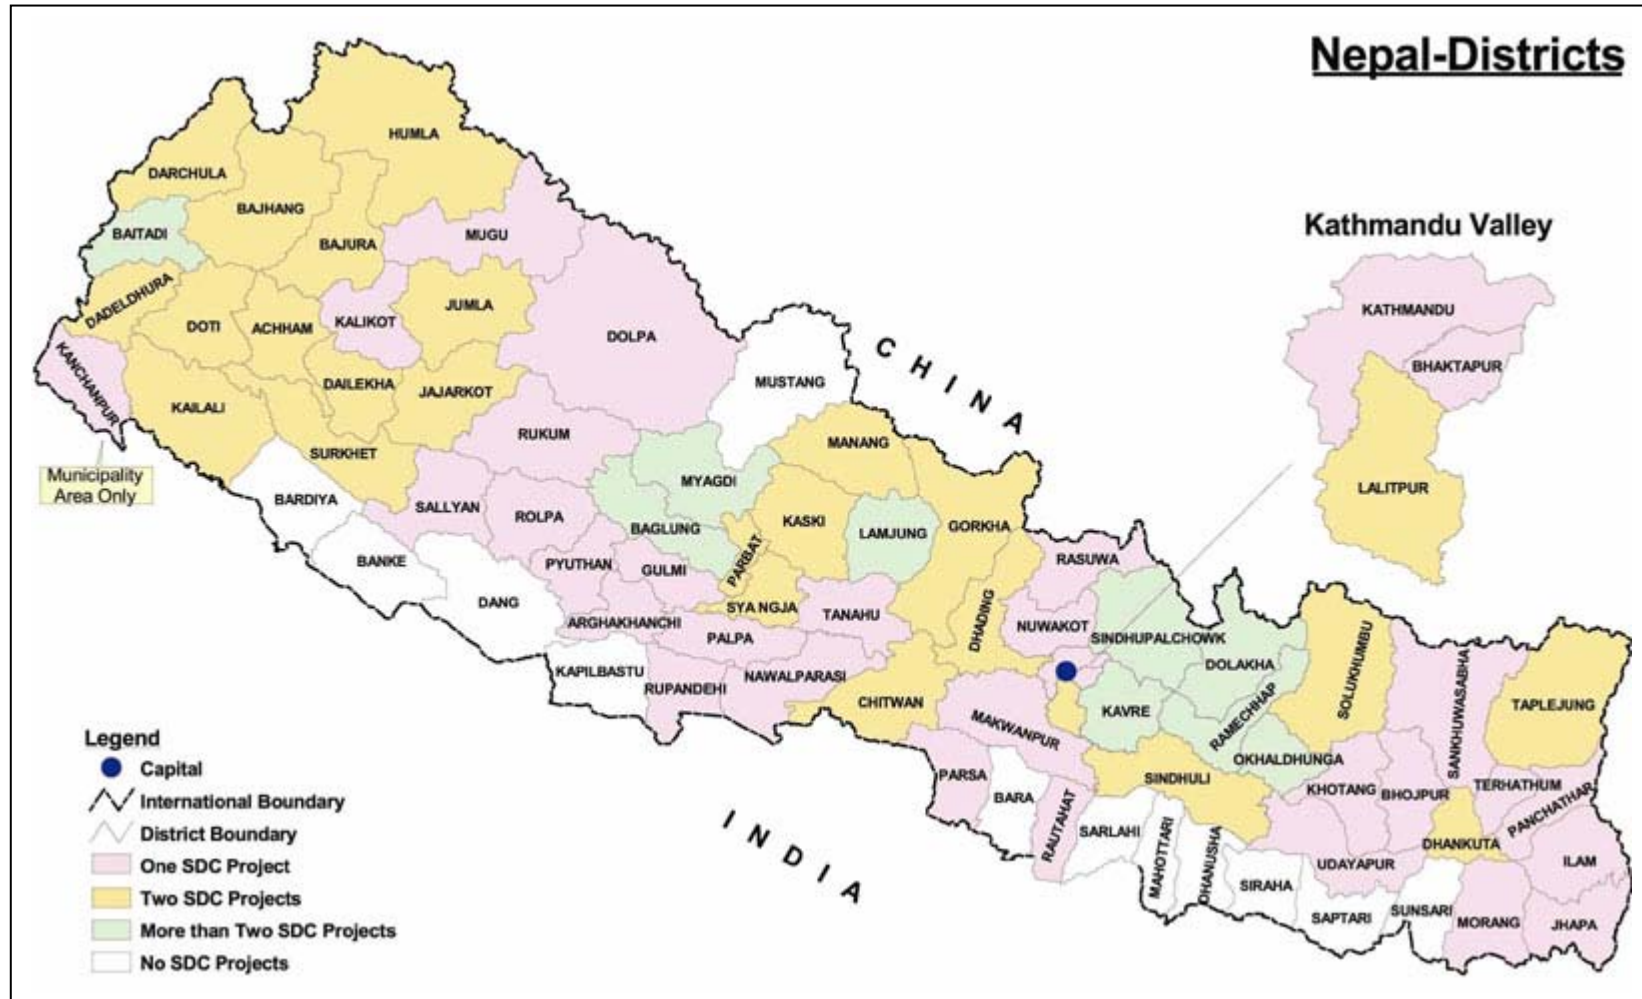 Nepal-Districts
HUMLA
DARCHULA
BAJHANG
BAITADI
BAJURA
MUGU
DADELDHURA
DOTI
ACHHAM
KALIKOT
JUMLA
DOLPA
KANCHANPUR
KAILALI
DAILEKHA
JAJARKOT
MUSTANG
CHINA
Kathmandu Valley
KATHMANDU
BHAKTAPUR
LALITPUR
Municipality
Area Only
SURKHET
RUKUM
MANANG
BARDIYA
SALLYAN
ROLPA
MYAGDI
BAGLUNG
PARBAT
KASKI
LAMJUNG
GORKHA
BANKE
DANG
PYUTHAN
GULMI
SYA NGJA
TANAHU
DHADING
RASUWA
NUWAKOT
SINDHUPALCHOWK
ARGHAKHANCHI
PALPA
KAPILBASTU
RUPANDEHI
NAWALPARASI
CHITWAN
MAKWANPUR
KAVRE
DOLAKHA
RAMECHHAP
OKHALDHUNGA
SOLUKHUMBU
SANKHUWASABHA
TAPLEJUNG
PARSA
BARA
RAUTAHAT
SINDHULI
SARLAHI
MAHOTTARI
DHANUSHA
SIRAHA
SAPTARI
UDAYAPUR
KHOTANG
BHOJPUR
TERHATHUM
PANCHATHAR
DHANKUTA
ILAM
SUNSARI
MORANG
JHAPA
INDIA
Legend
Capital
International Boundary
District Boundary
One SDC Project
Two SDC Projects
More than Two SDC Projects
No SDC Projects